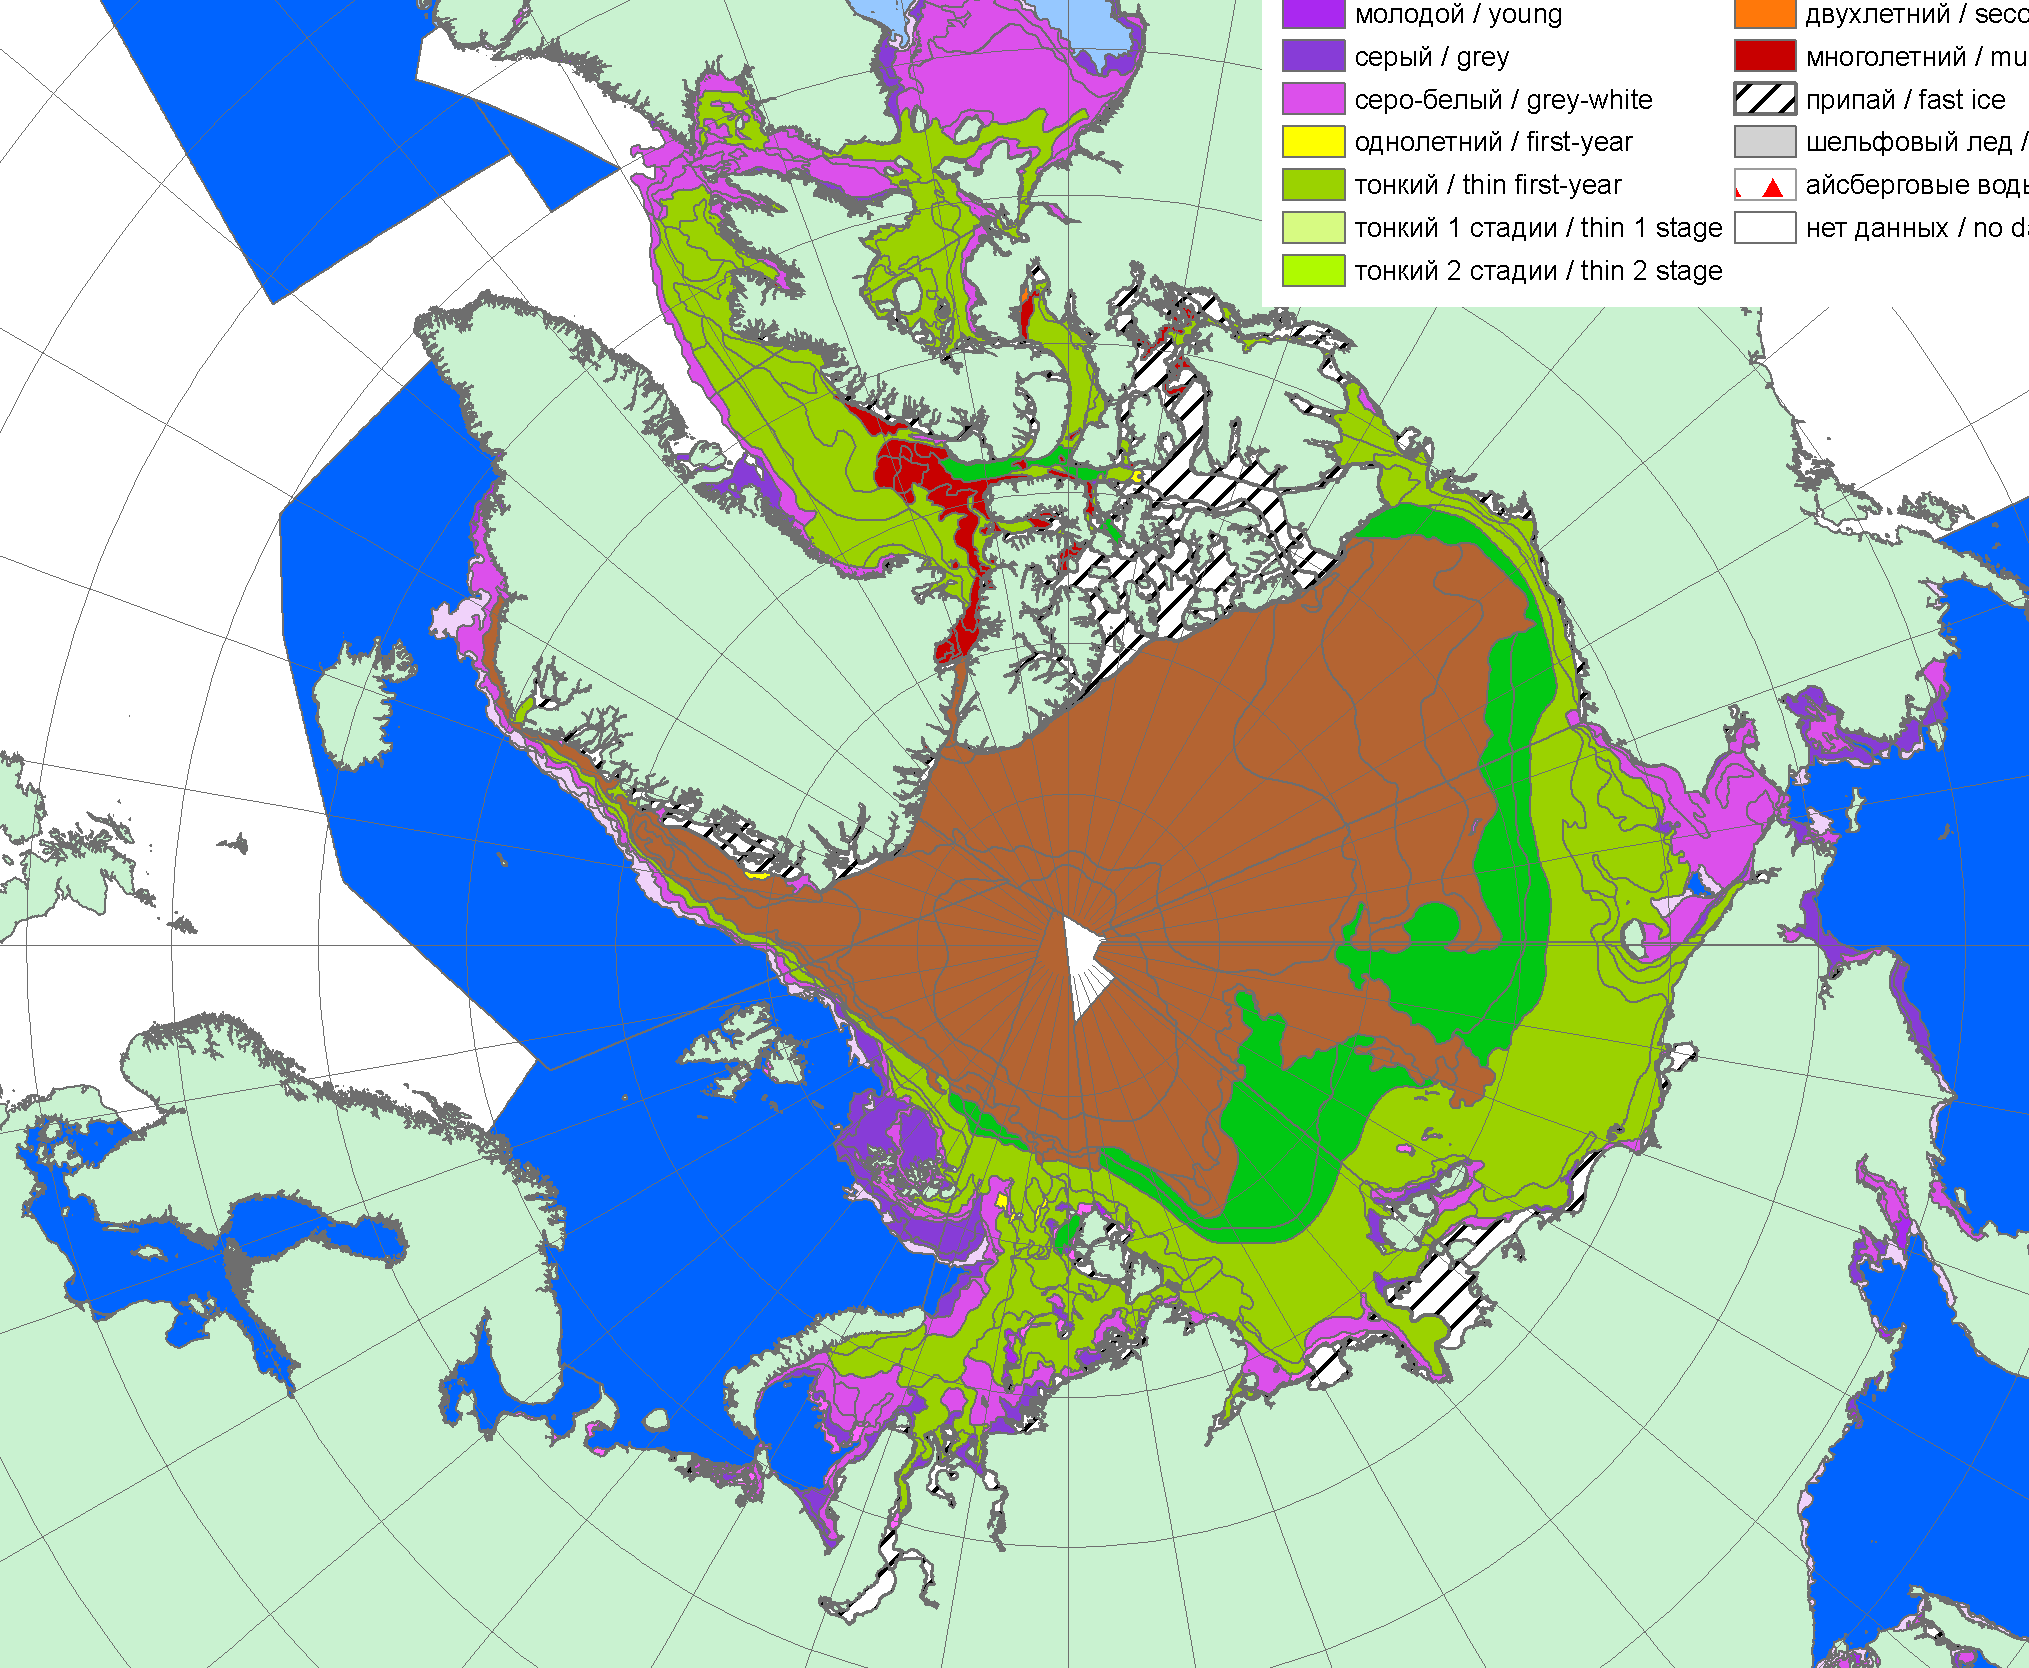 молодой / young
серый / grey
серо-белый / grey-white
однолетний / first-year
тонкий / thin first-year
тонкий 1 стадии / thin 1 stage
тонкий 2 стадии / thin 2 stage
двухлетний / seco
многолетний / mu
припай / fast ice
шельфовый лед /
айсберговые водь
нет данных / no da